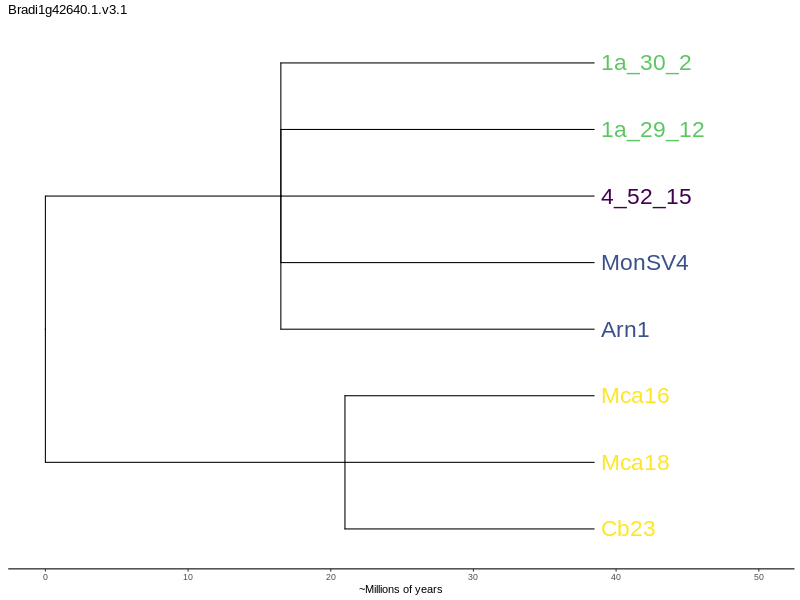 Bradi1g42640.1.v3.1
1a_30_2
1a_29_12
4_52_15
MonSV4
Arn1
Mca16
Mca18
Cb23
0 10 20 30 40 50
~Millions of years